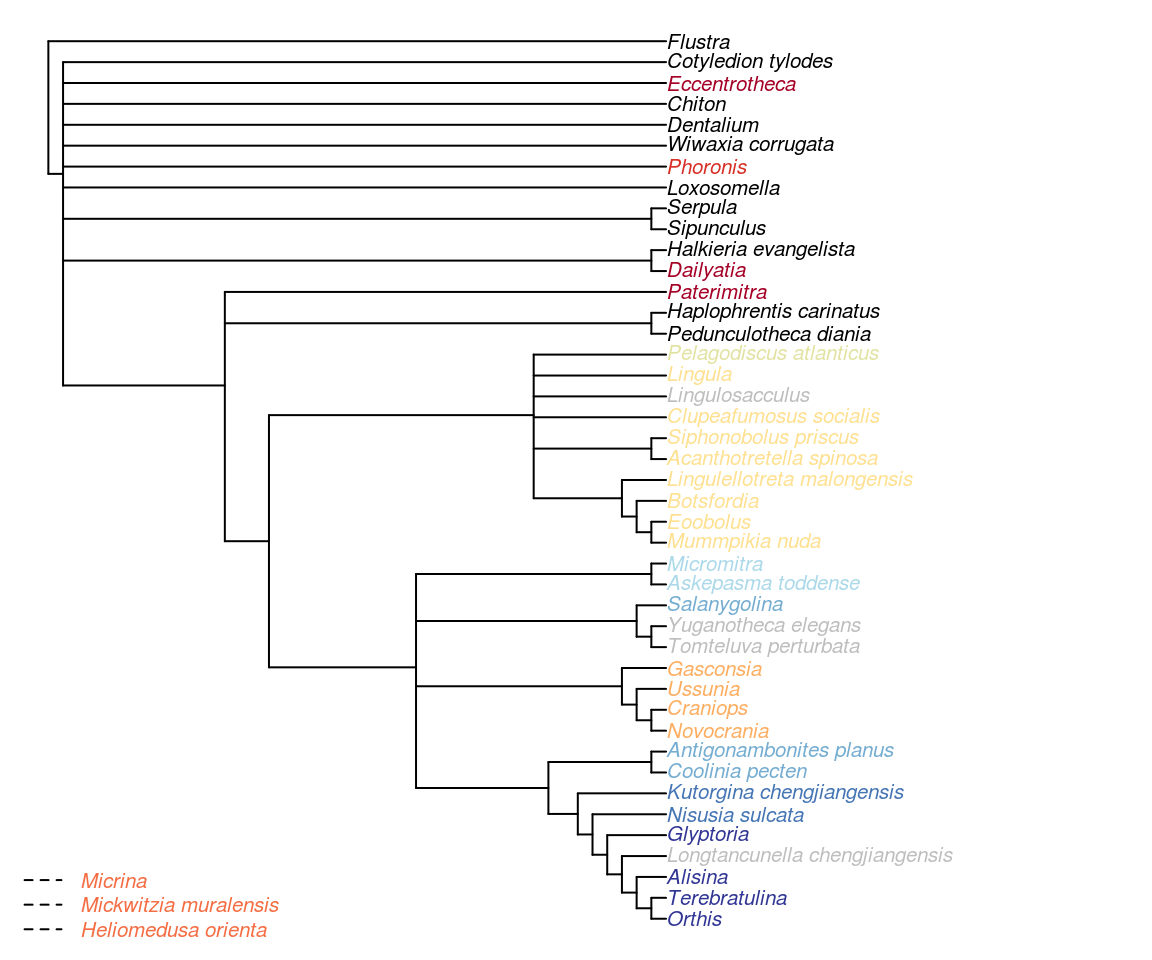 Flustra
Cotyledion tylodes
Eccentrotheca
Chiton
Dentalium
Wiwaxia corrugata
Phoronis
Loxosomella
Serpula
Sipunculus
Halkieria evangelista
Dailyatia
Paterimitra
Haplophrentis carinatus
Pedunculotheca diania
Pelagodiscus atlanticus
Lingula
Lingulosacculus
Clupeafumosus socialis
Siphonobolus priscus
Acanthotretella spinosa
Lingulellotreta malongensis
Botsfordia
Eoobolus
Mummpikia nuda
Micromitra
Askepasma toddense
Salanygolina
Yuganotheca elegans
Tomteluva perturbata
Gasconsia
Ussunia
Craniops
Novocrania
Antigonambonites planus
Coolinia pecten
Kutorgina chengjiangensis
Nisusia sulcata
Glyptoria
Longtancunella chengjiangensis
Alisina
Terebratulina
Orthis
Micrina
Mickwitzia muralensis
Heliomedusa orienta